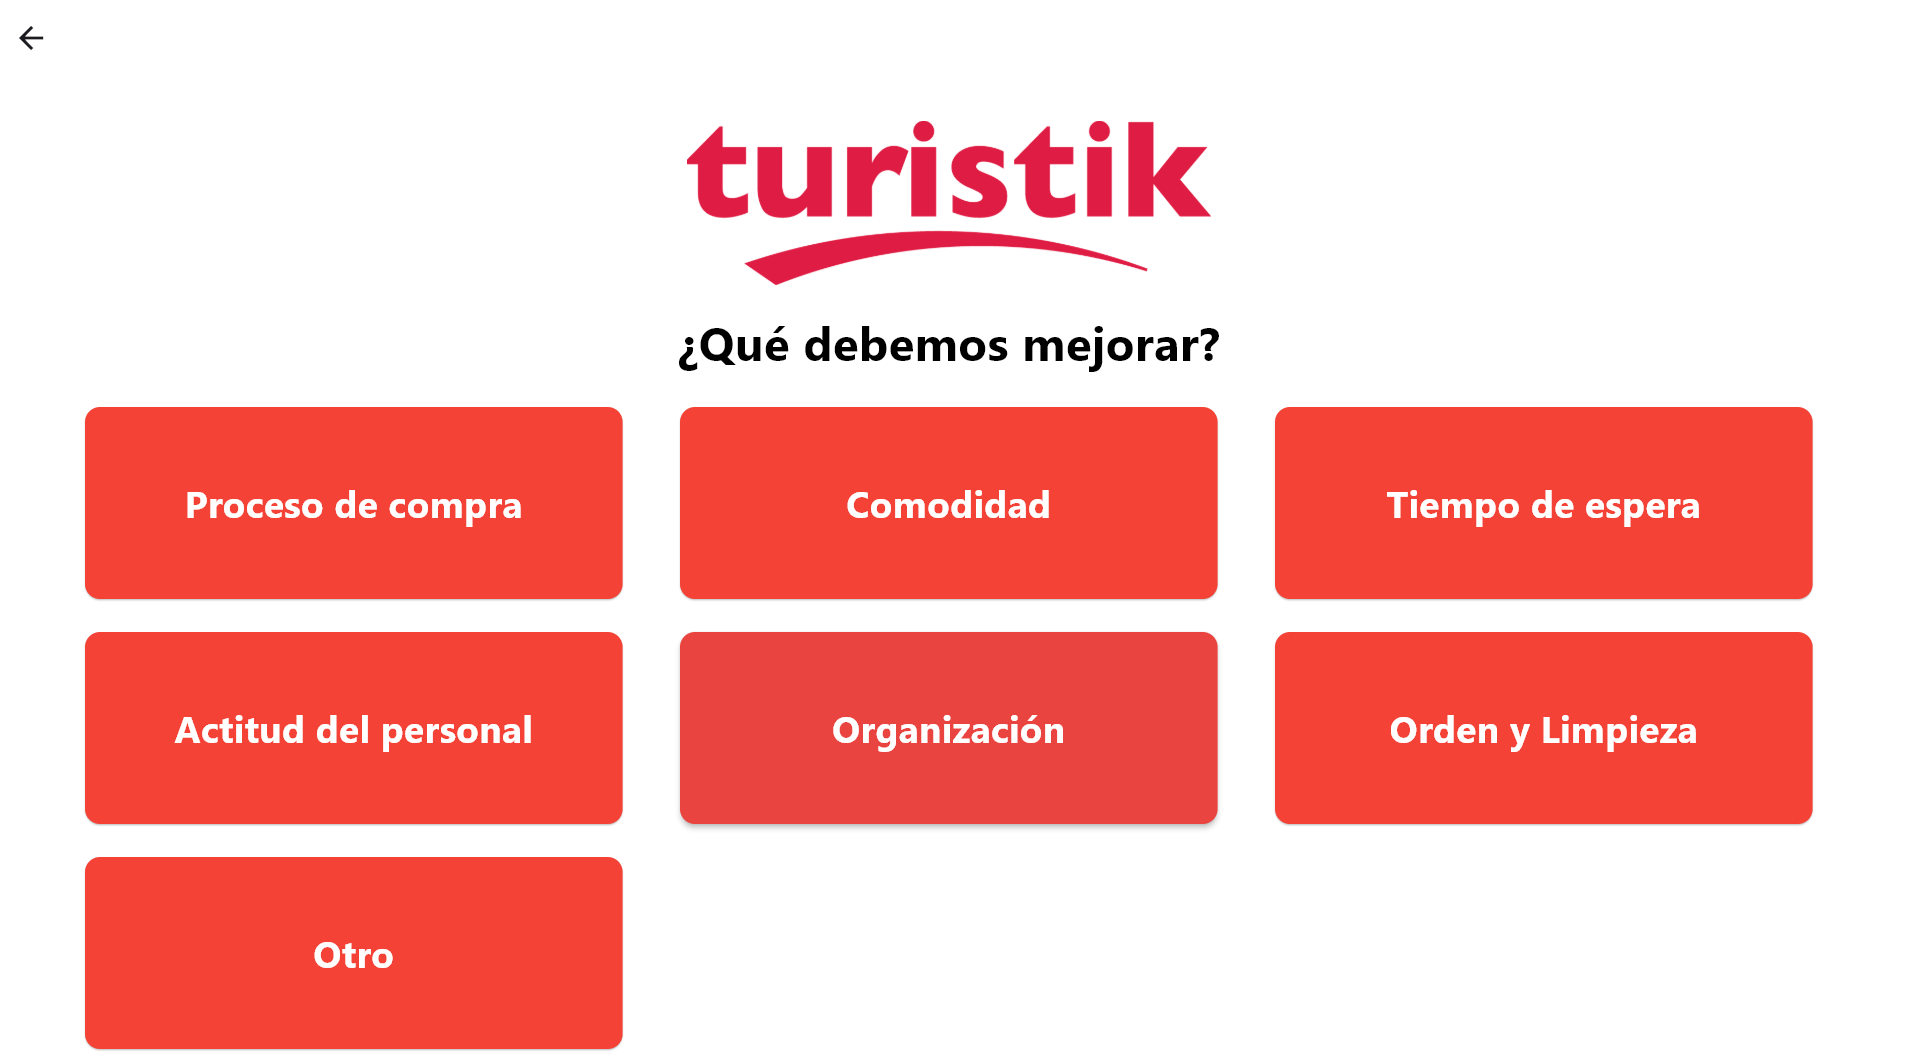 turistik
¿Qué debemos mejorar?
Proceso de compra
Comodidad
Tiempo de espera
Actitud del personal
Organización
Orden y Limpieza
Otro